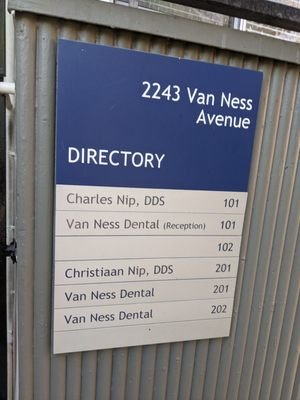 2243 Van Ness
Avenue
DIRECTORY
Charles Nip, DDS 101
Van Ness Dental (Reception) 101
102
Christiaan Nip, DDS 201
Van Ness Dental 201
Van Ness Dental 202